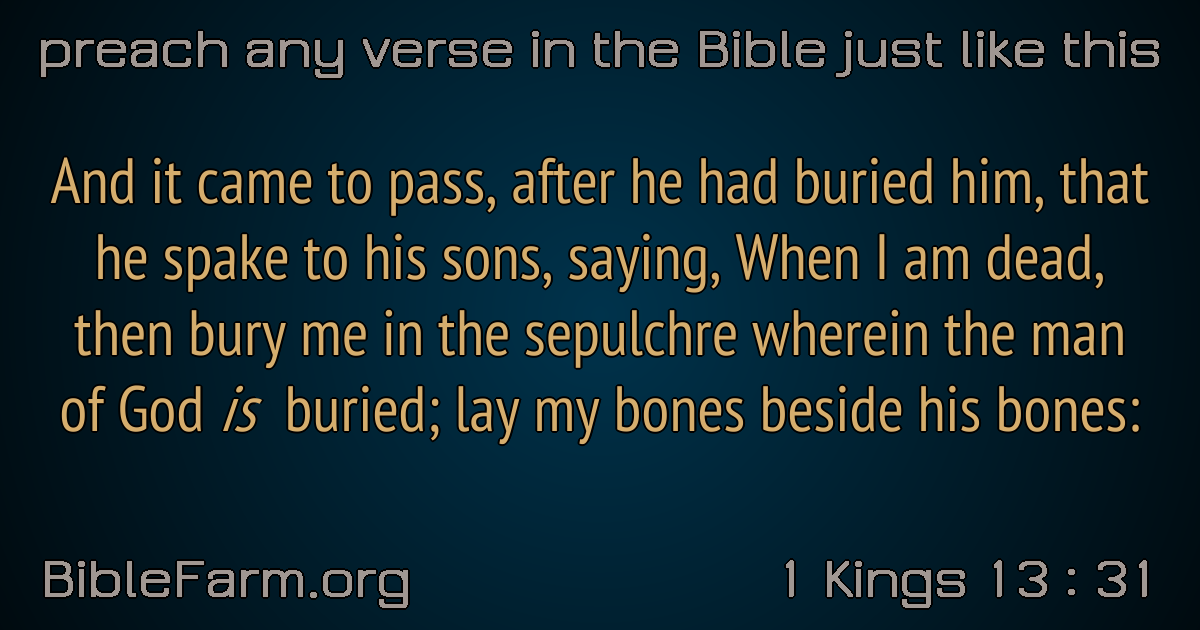 preach any verse in the Bible just like this
And it came to pass, after he had buried him, that
he spake to his sons, saying, When I am dead,
then bury me in the sepulchre wherein the man
of God is buried; lay my bones beside his bones:
BibleFarm.org
1 Kings 13 : 31